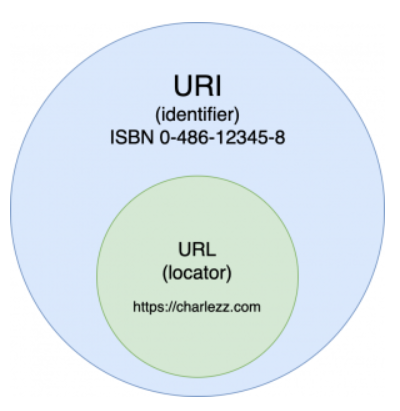 URI
(identifier)
ISBN 0-486-12345-8
URL
(locator)
https://charlezz.com